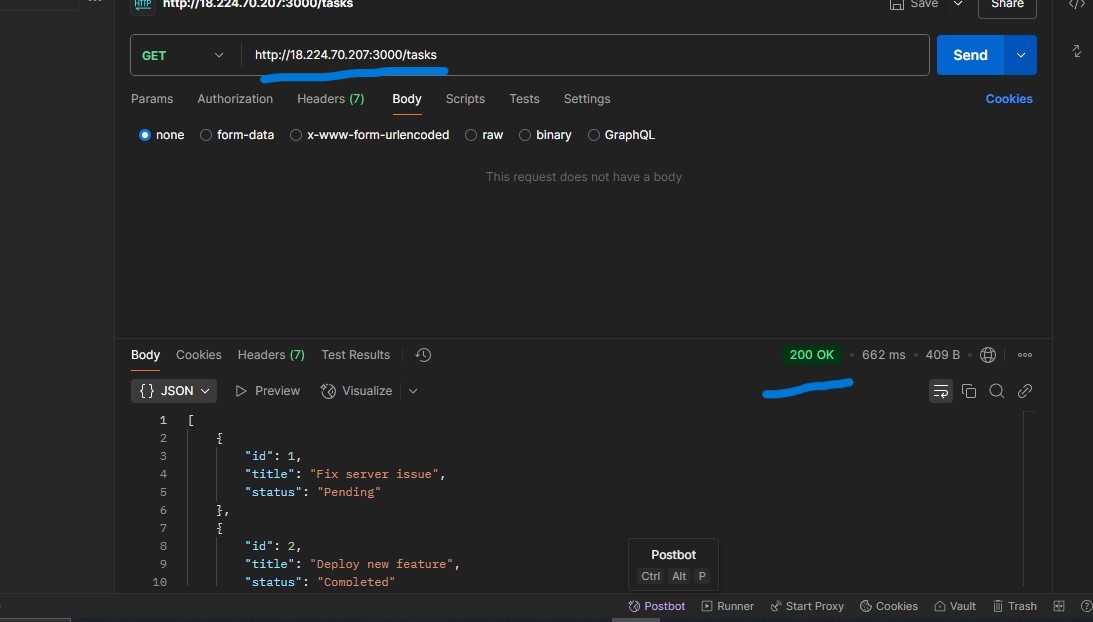 HTTP http://18.224.70.207:3000/tasks Save Share </>
GET http://18.224.70.207:3000/tasks Send
Params Authorization Headers (7) Body Scripts Tests Settings Cookies
none form-data x-www-form-urlencoded raw binary GraphQL
This request does not have a body
Body Cookies Headers (7) Test Results 200 OK • 662 ms • 409 B •
{} JSON Preview Visualize
1 [
2 {
3 "id": 1,
4 "title": "Fix server issue",
5 "status": "Pending"
6 },
7 {
8 "id": 2,
9 "title": "Deploy new feature",
10 "status": "Completed"
Postbot
Ctrl Alt P
Postbot Runner Start Proxy Cookies Vault Trash